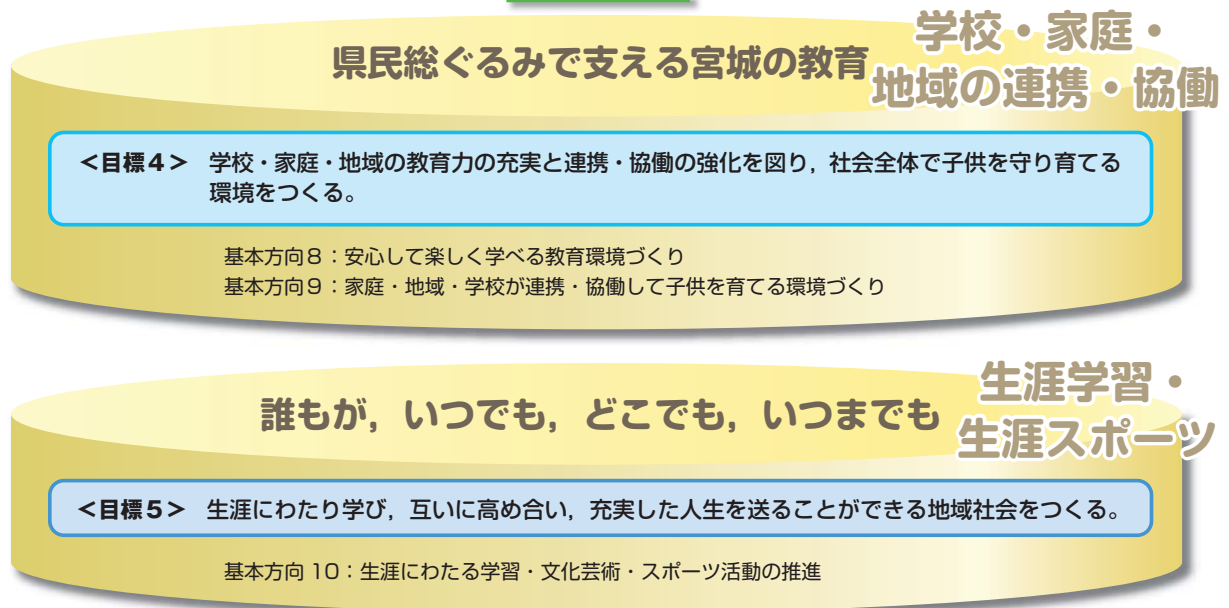 県民総ぐるみで支える宮城の教育
学校・家庭・
地域の連携・協働
<目標4> 学校・家庭・地域の教育力の充実と連携・協働の強化を図り，社会全体で子供を守り育てる
環境をつくる。
基本方向8：安心して楽しく学べる教育環境づくり
基本方向9：家庭・地域・学校が連携・協働して子供を育てる環境づくり
誰もが，いつでも，どこでも，いつまでも
生涯学習・
生涯スポーツ
<目標5> 生涯にわたり学び，互いに高め合い，充実した人生を送ることができる地域社会をつくる。
基本方向 10：生涯にわたる学習・文化芸術・スポーツ活動の推進